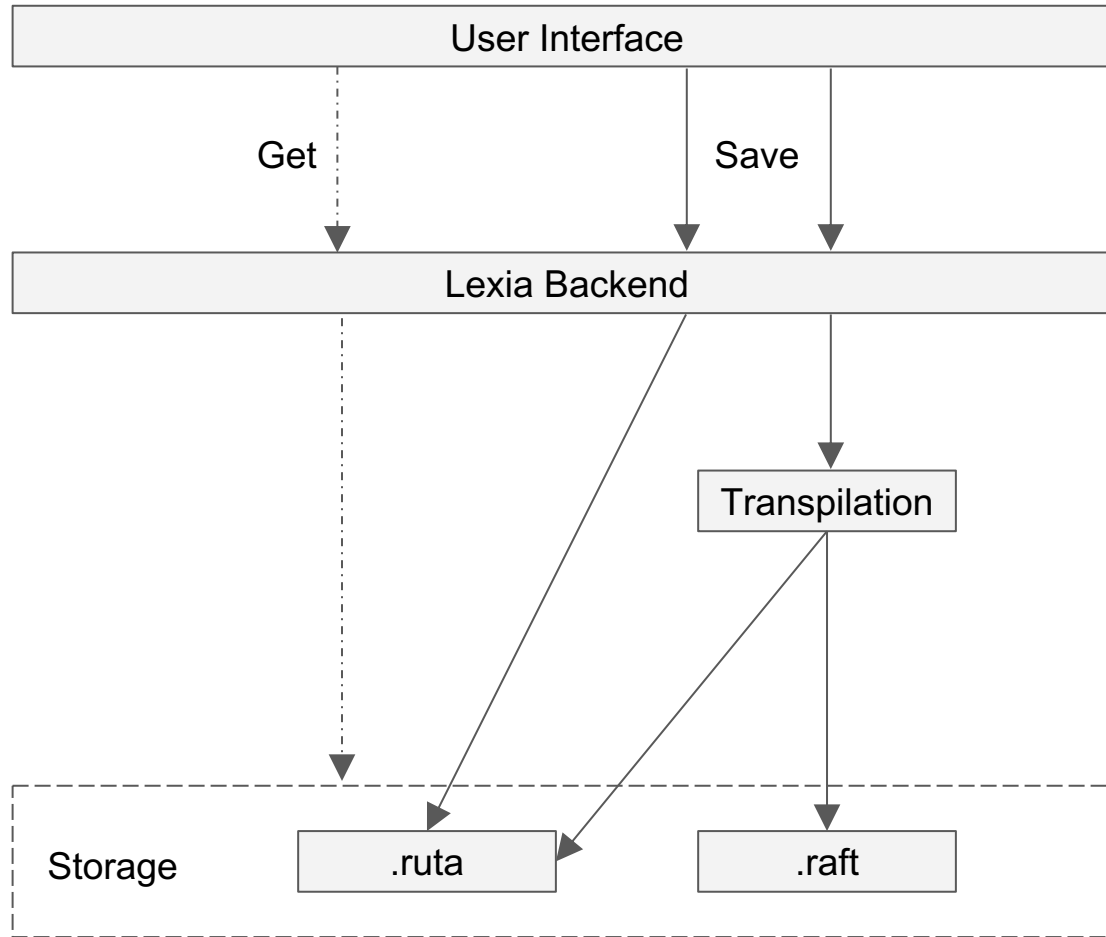 User Interface
Get
Save
Lexia Backend
Transpilation
Storage
.ruta
.raft